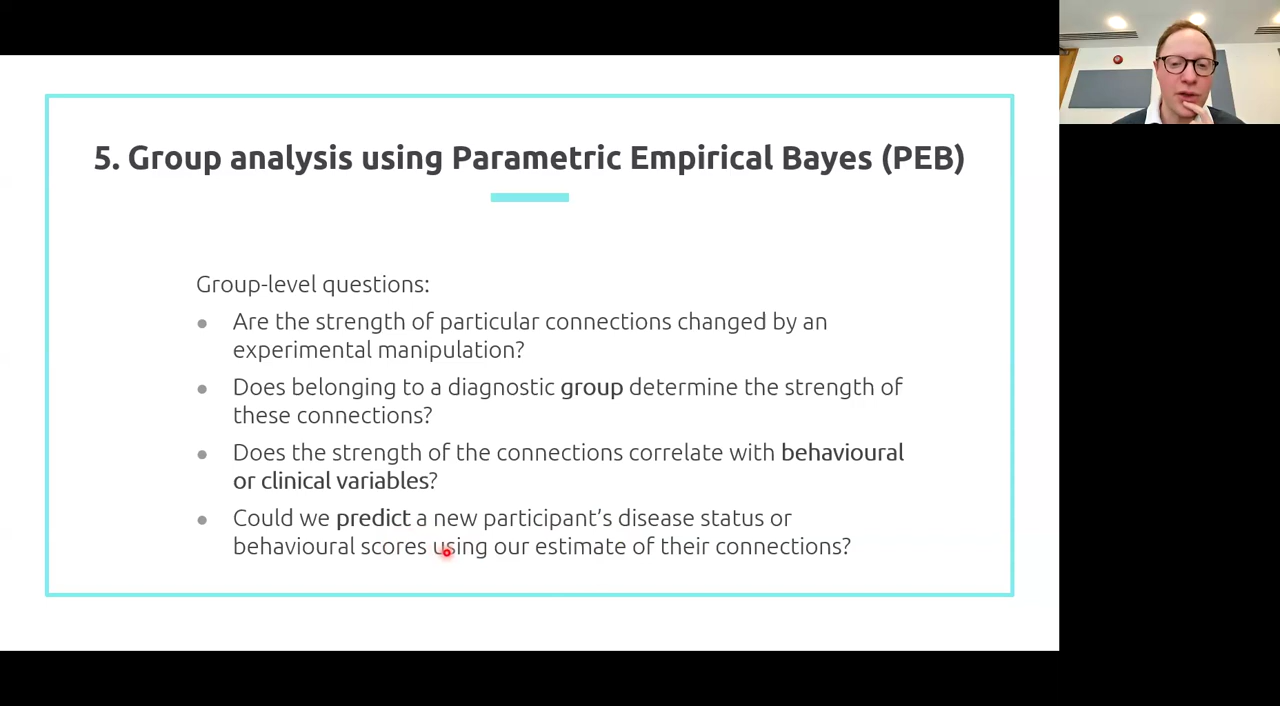 5. Group analysis using Parametric Empirical Bayes (PEB)
Group-level questions:
● Are the strength of particular connections changed by an
experimental manipulation?
● Does belonging to a diagnostic group determine the strength of
these connections?
● Does the strength of the connections correlate with behavioural
or clinical variables?
● Could we predict a new participant's disease status or
behavioural scores using our estimate of their connections?